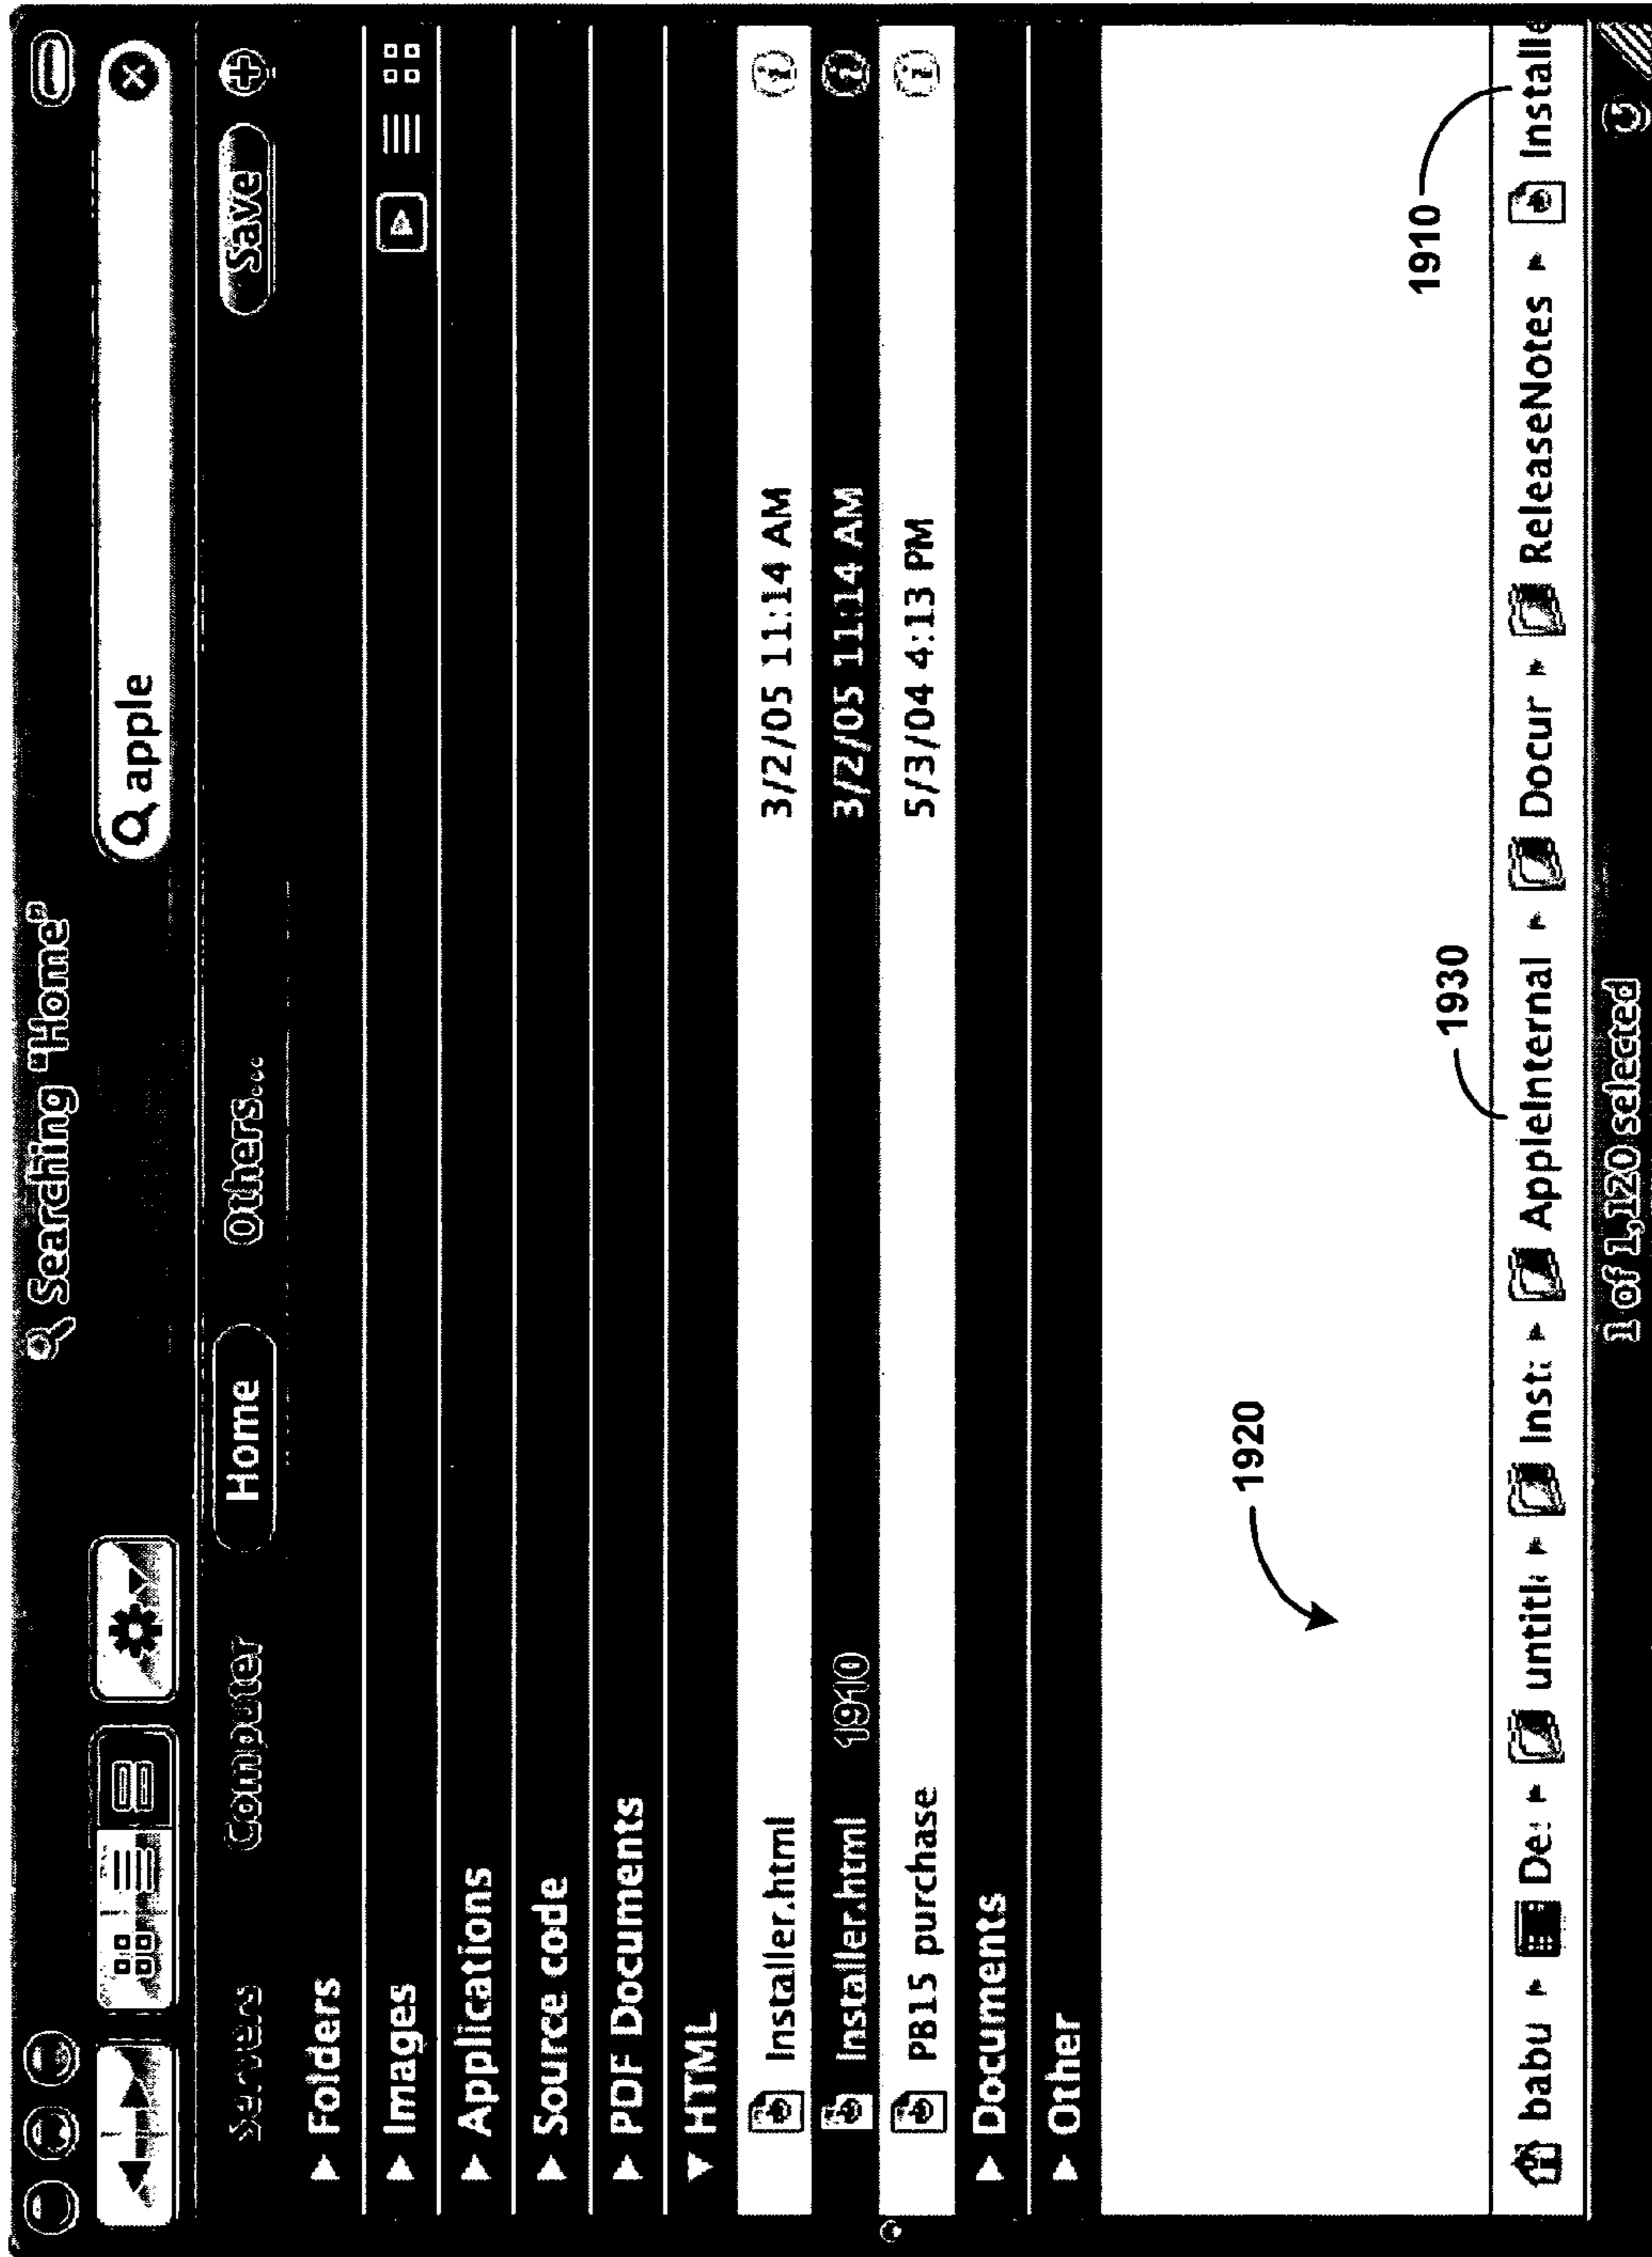 Searching "Home"
apple
Servers Computer Home Others... Save
Folders
Images
Applications
Source code
PDF Documents
HTML
Installer.html 3/2/05 11:14 AM
Installer.html 1910 3/2/05 11:14 AM
PB15 purchase 5/3/04 4:13 PM
Documents
Other
1920
1930
1910
babu De: untitl Inst: AppleInternal Docur ReleaseNotes Installe
1 of 1,120 selected